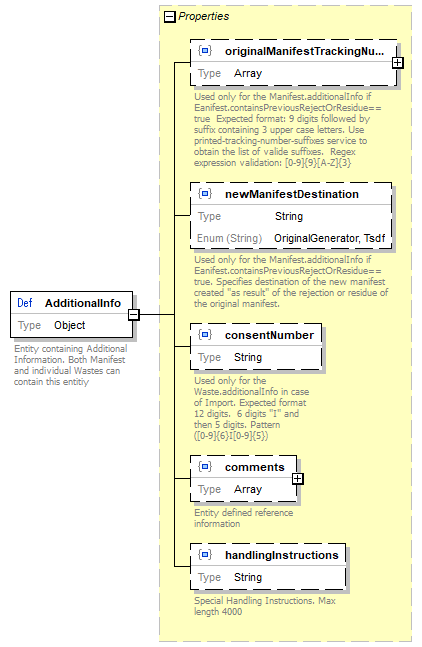 Properties
originalManifestTrackingNu...
Type Array
Used only for the Manifest.additionalInfo if
Eanifest.containsPreviousRejectOrResidue==
true  Expected format: 9 digits followed by
suffix containing 3 upper case letters. Use
printed-tracking-number-suffixes service to
obtain the list of valide suffixes.  Regex
expression validation: [0-9]{9}[A-Z]{3}
newManifestDestination
Type String
Enum (String) OriginalGenerator, Tsdf
Used only for the Manifest.additionalInfo if
Eanifest.containsPreviousRejectOrResidue==
true. Specifies destination of the new manifest
created "as result" of the rejection or residue of
the original manifest.
Def AdditionalInfo
Type Object
Entity containing Additional
Information. Both Manifest
and individual Wastes can
contain this entitiy
consentNumber
Type String
Used only for the
Waste.additionalInfo in case
of Import. Expected format
12 digits.  6 digits "I" and
then 5 digits. Pattern
([0-9]{6}I[0-9]{5})
comments
Type Array
Entity defined reference
information
handlingInstructions
Type String
Special Handling Instructions. Max
length 4000